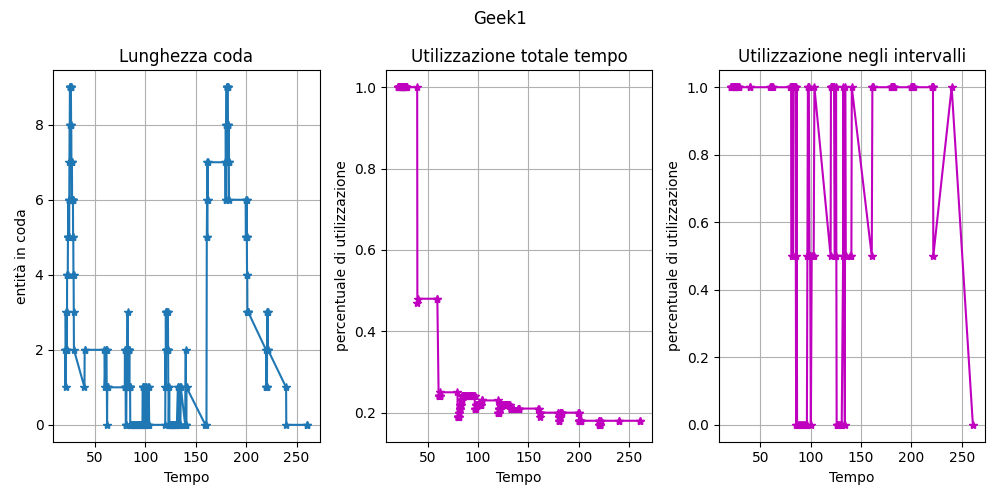 Geek1
Lunghezza coda
entità in coda
8
6
4
2
0
50 100 150 200 250
Tempo
Utilizzazione totale tempo
percentuale di utilizzazione
1.0
0.8
0.6
0.4
0.2
50 100 150 200 250
Tempo
Utilizzazione negli intervalli
percentuale di utilizzazione
1.0
0.8
0.6
0.4
0.2
0.0
50 100 150 200 250
Tempo